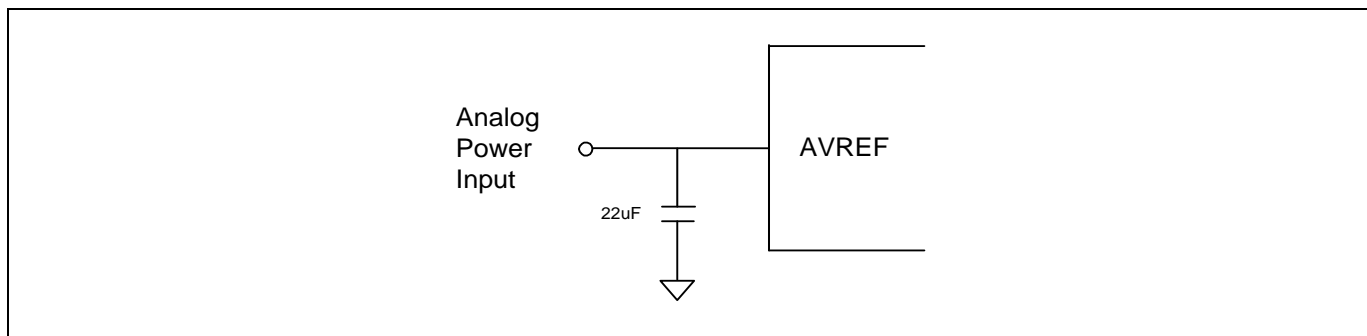 Analog
Power
Input
AVREF
22uF